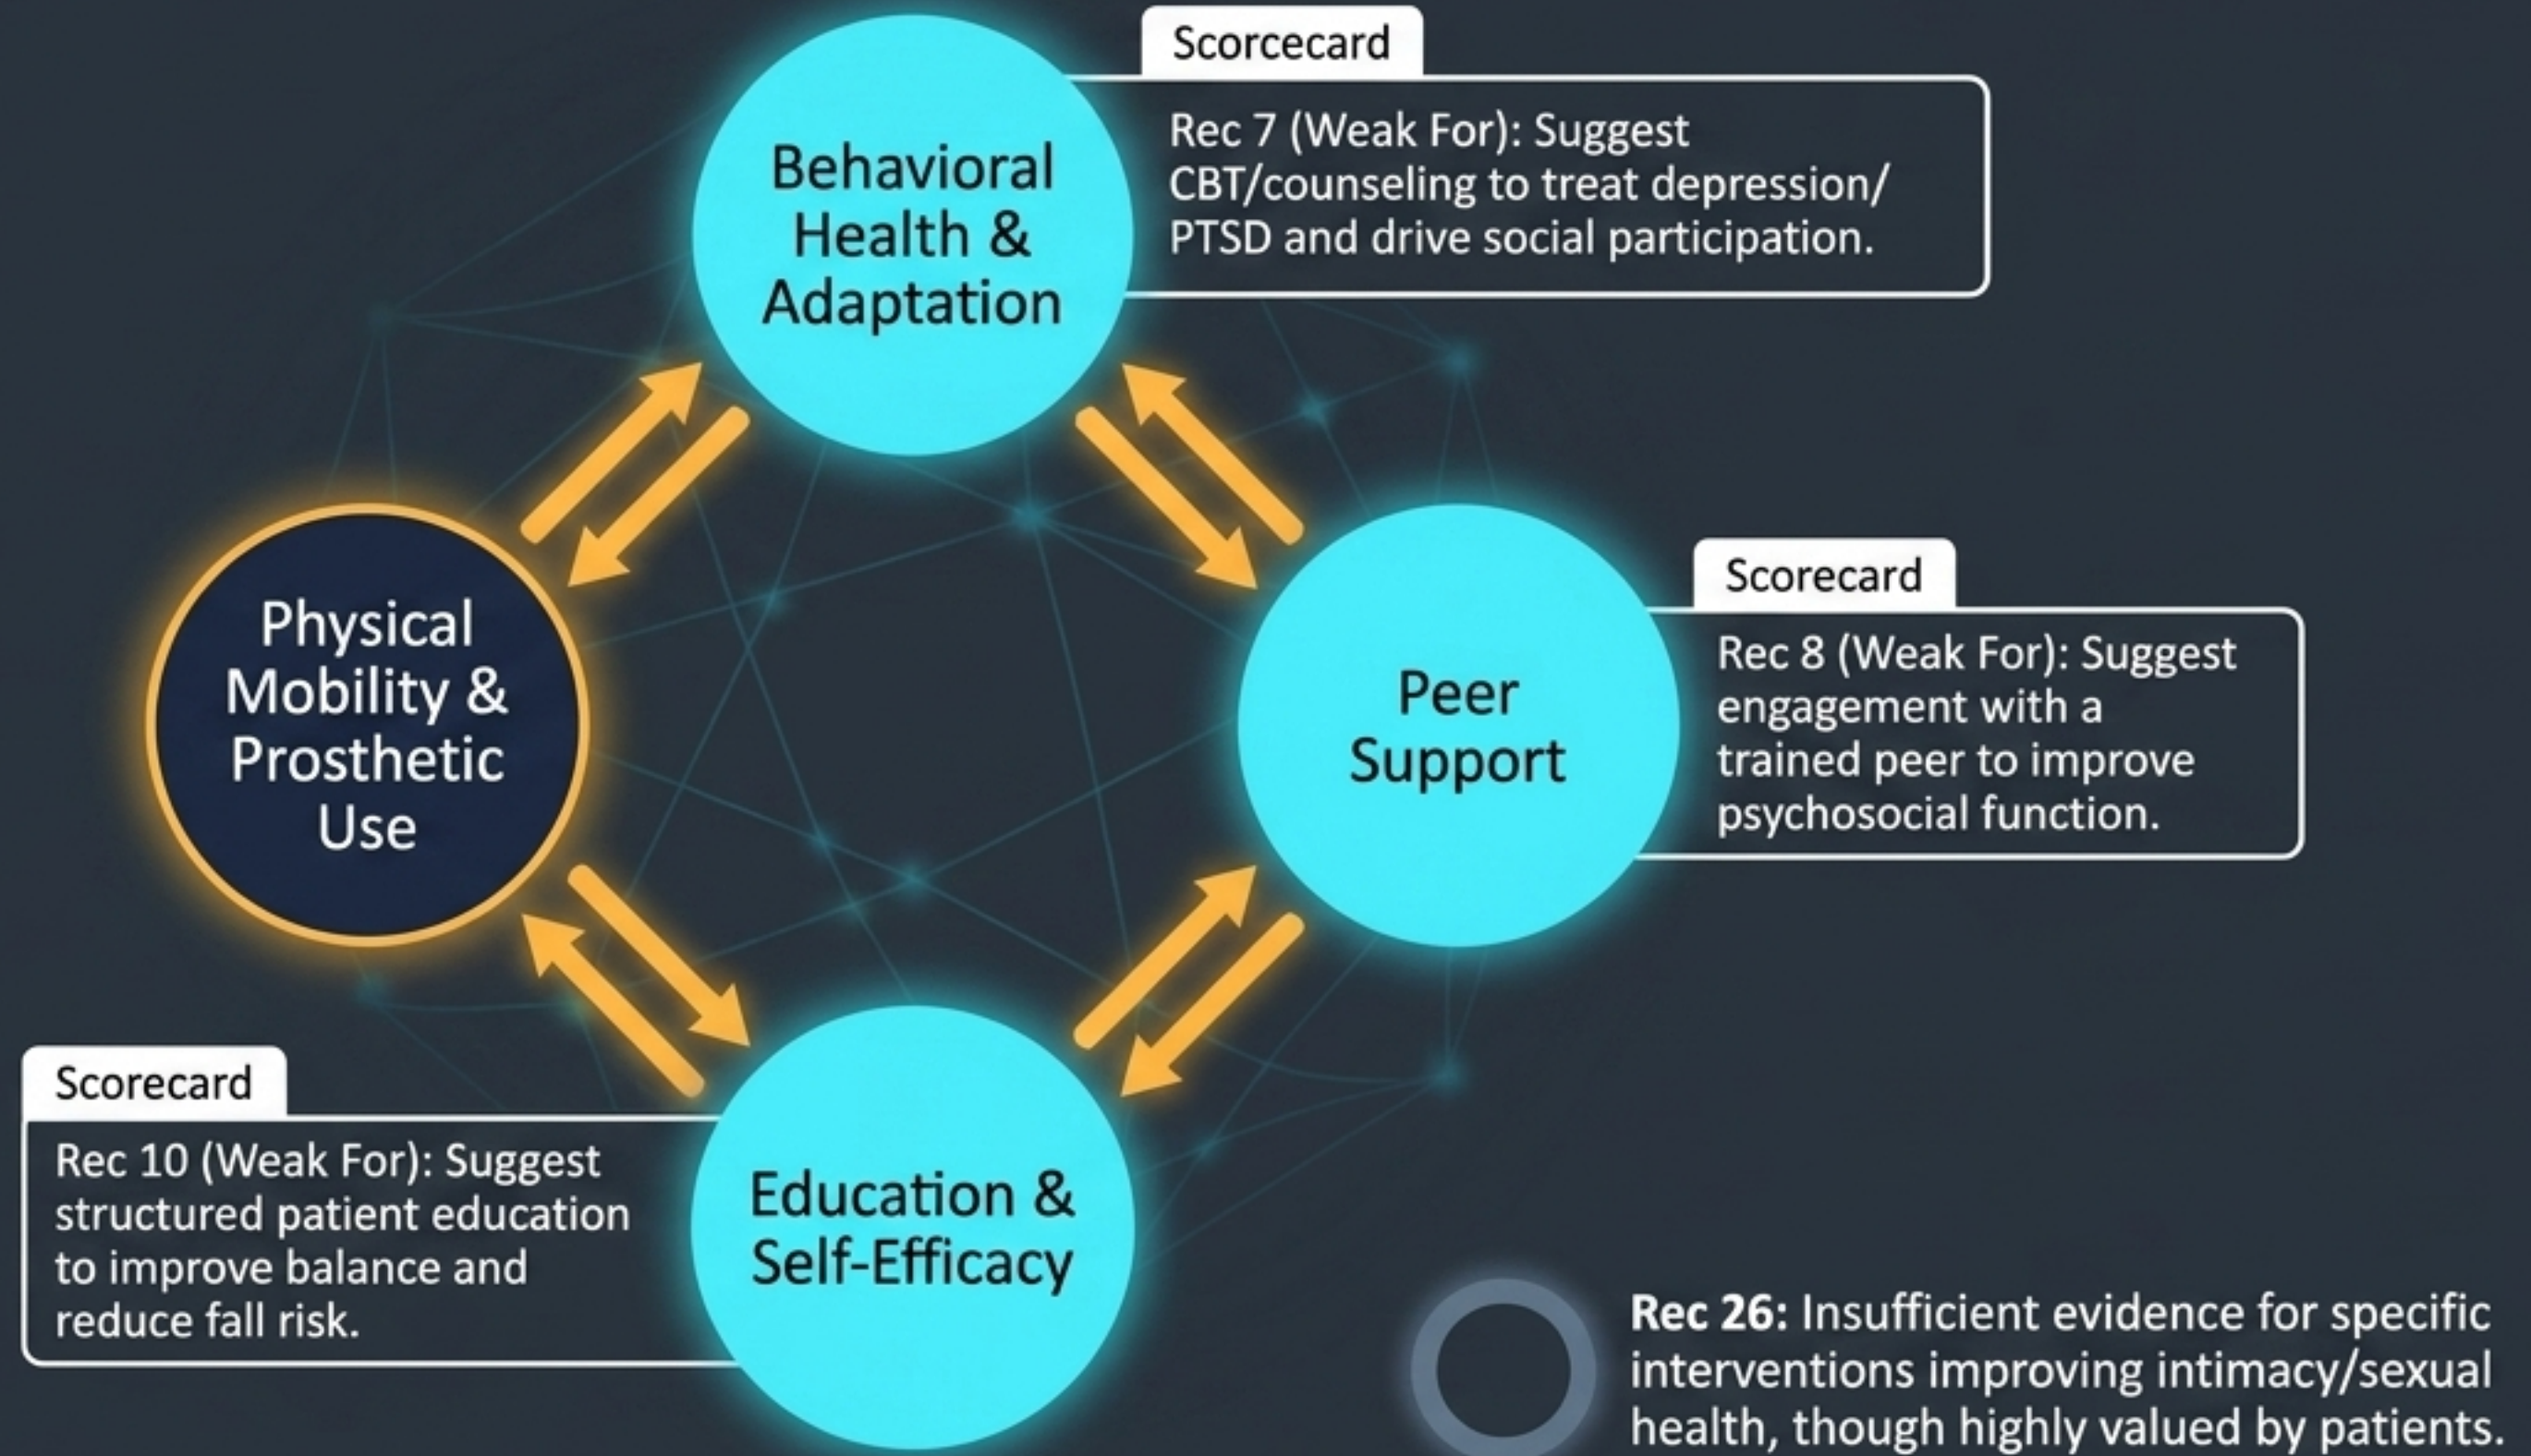 Scorcecard
Rec 7 (Weak For): Suggest
CBT/counseling to treat depression/
PTSD and drive social participation.
Behavioral
Health &
Adaptation
Physical
Mobility &
Prosthetic
Use
Peer
Support
Scorecard
Rec 8 (Weak For): Suggest
engagement with a
trained peer to improve
psychosocial function.
Scorecard
Rec 10 (Weak For): Suggest
structured patient education
to improve balance and
reduce fall risk.
Education &
Self-Efficacy
Rec 26: Insufficient evidence for specific
interventions improving intimacy/sexual
health, though highly valued by patients.